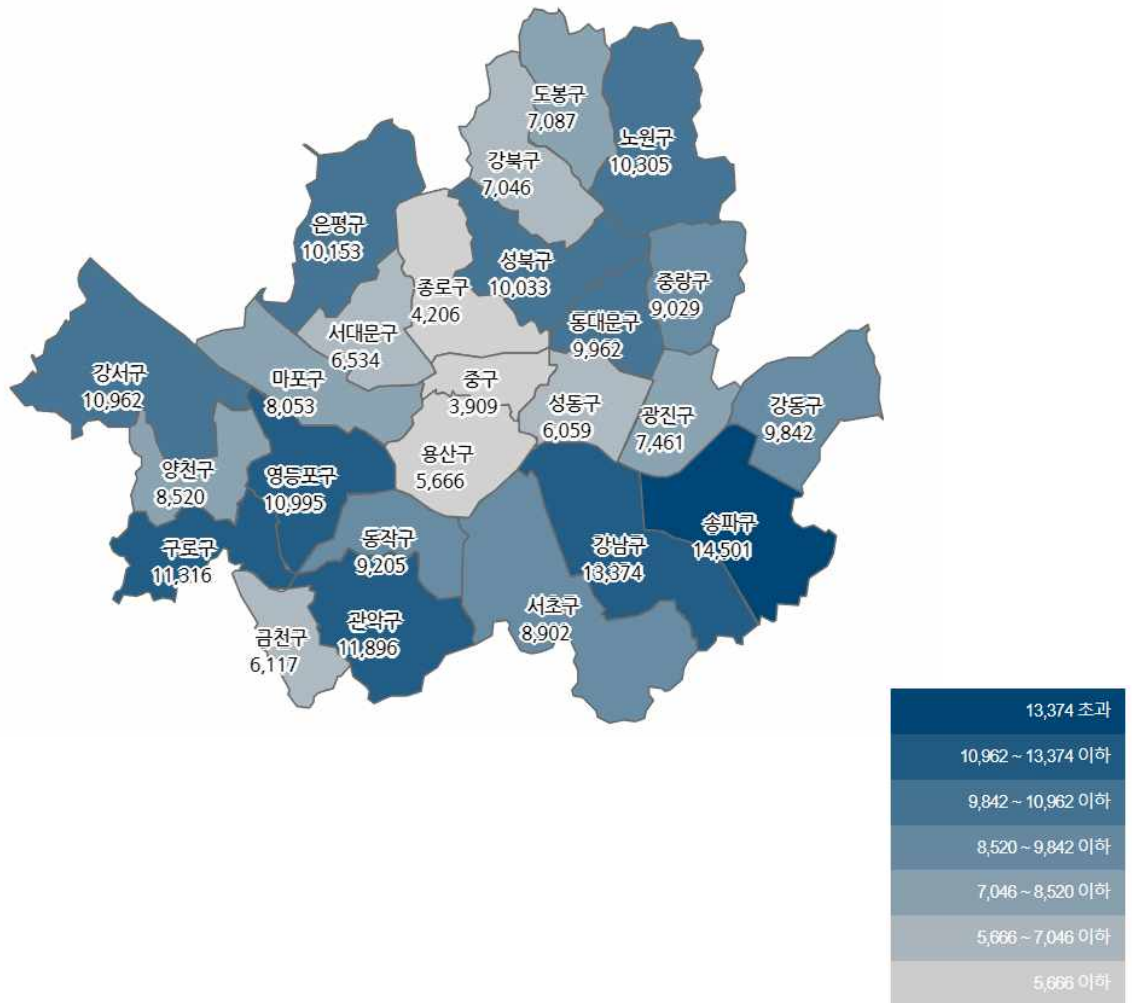 도봉구
7,087
노원구
10,305
강북구
7,046
은평구
10,153
성북구
10,033
중랑구
9,029
종로구
4,206
동대문구
9,962
서대문구
6,534
강서구
10,962
마포구
8,053
중구
3,909
성동구
6,059
광진구
7,461
강동구
9,842
용산구
5,666
양천구
8,520
영등포구
10,995
구로구
11,316
동작구
9,205
강남구
13,374
송파구
14,501
서초구
8,902
관악구
11,896
금천구
6,117
13,374 초과
10,962 ~ 13,374 이하
9,842 ~ 10,962 이하
8,520 ~ 9,842 이하
7,046 ~ 8,520 이하
5,666 ~ 7,046 이하
5,666 이하